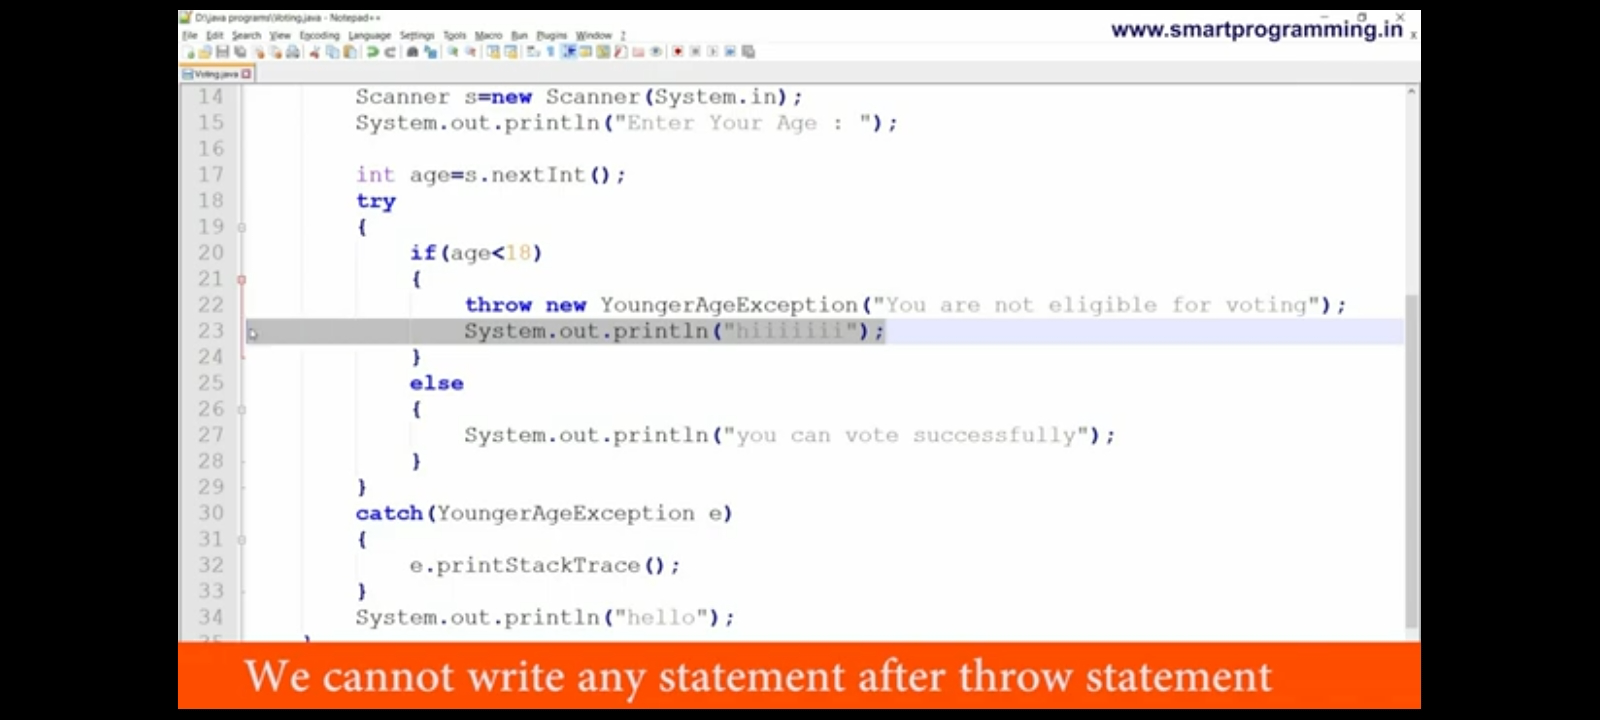 D:\java programs\Voting.java - Notepad++
www.smartprogramming.in
File Edit Search View Encoding Language Settings Tools Macro Run Plugins Window ?
Voting.java
14 Scanner s=new Scanner(System.in);
15 System.out.println("Enter Your Age : ");
16
17 int age=s.nextInt();
18 try
19 {
20 if(age<18)
21 {
22 throw new YoungerAgeException("You are not eligible for voting");
23 System.out.println("hiiiiiii");
24 }
25 else
26 {
27 System.out.println("you can vote successfully");
28 }
29 }
30 catch(YoungerAgeException e)
31 {
32 e.printStackTrace();
33 }
34 System.out.println("hello");
35 }
We cannot write any statement after throw statement